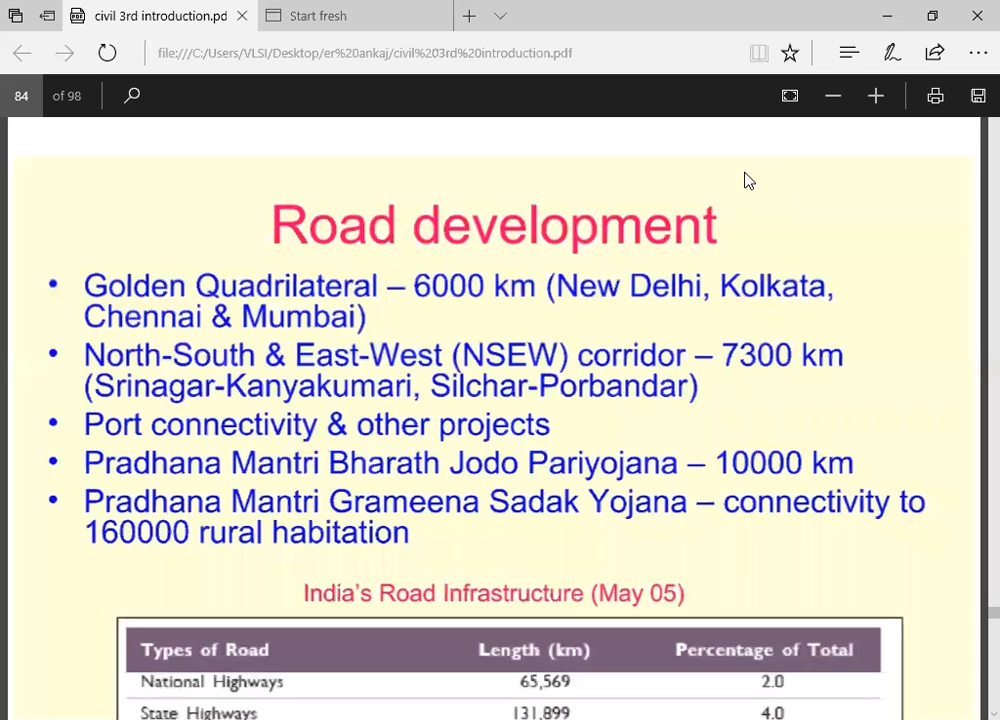 civil 3rd introduction.pd
Start fresh
file:///C:/Users/VLSI/Desktop/er%20ankaj/civil%203rd%20introduction.pdf
84 of 98
Road development
• Golden Quadrilateral – 6000 km (New Delhi, Kolkata,
Chennai & Mumbai)
• North-South & East-West (NSEW) corridor – 7300 km
(Srinagar-Kanyakumari, Silchar-Porbandar)
• Port connectivity & other projects
• Pradhana Mantri Bharath Jodo Pariyojana – 10000 km
• Pradhana Mantri Grameena Sadak Yojana – connectivity to
160000 rural habitation
India's Road Infrastructure (May 05)
Types of Road Length (km) Percentage of Total
National Highways 65,569 2.0
State Highways 131,899 4.0